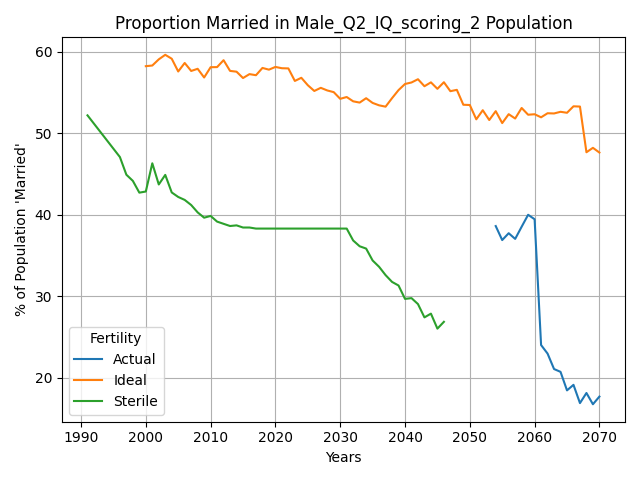 Proportion Married in Male_Q2_IQ_scoring_2 Population
% of Population 'Married'
60
50
40
30
20
Fertility
Actual
Ideal
Sterile
1990 2000 2010 2020 2030 2040 2050 2060 2070
Years